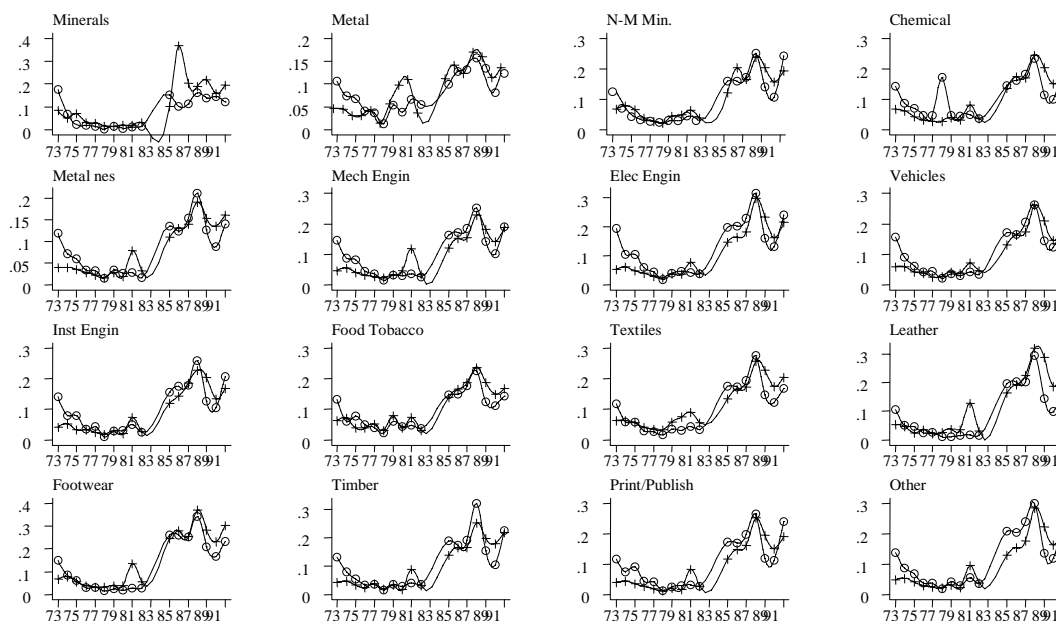 Minerals
.4
.3
.2
.1
0
73 75 77 79 81 83 85 87 89 91
Metal
.2
.15
.1
.05
0
73 75 77 79 81 83 85 87 89 91
N-M Min.
.3
.2
.1
0
73 75 77 79 81 83 85 87 89 91
Chemical
.3
.2
.1
0
73 75 77 79 81 83 85 87 89 91
Metal nes
.2
.15
.1
.05
0
73 75 77 79 81 83 85 87 89 91
Mech Engin
.3
.2
.1
0
73 75 77 79 81 83 85 87 89 91
Elec Engin
.3
.2
.1
0
73 75 77 79 81 83 85 87 89 91
Vehicles
.3
.2
.1
0
73 75 77 79 81 83 85 87 89 91
Inst Engin
.3
.2
.1
0
73 75 77 79 81 83 85 87 89 91
Food Tobacco
.3
.2
.1
0
73 75 77 79 81 83 85 87 89 91
Textiles
.3
.2
.1
0
73 75 77 79 81 83 85 87 89 91
Leather
.3
.2
.1
0
73 75 77 79 81 83 85 87 89 91
Footwear
.4
.3
.2
.1
0
73 75 77 79 81 83 85 87 89 91
Timber
.3
.2
.1
0
73 75 77 79 81 83 85 87 89 91
Print/Publish
.3
.2
.1
0
73 75 77 79 81 83 85 87 89 91
Other
.3
.2
.1
0
73 75 77 79 81 83 85 87 89 91